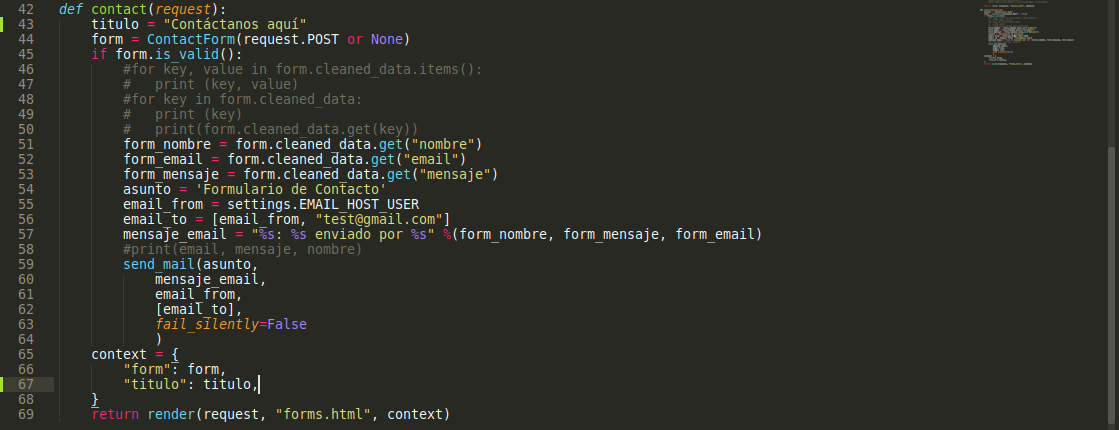 42 def contact(request):
43     titulo = "Contáctanos aquí"
44     form = ContactForm(request.POST or None)
45     if form.is_valid():
46         #for key, value in form.cleaned_data.items():
47         #   print (key, value)
48         #for key in form.cleaned_data:
49         #   print (key)
50         #   print(form.cleaned_data.get(key))
51         form_nombre = form.cleaned_data.get("nombre")
52         form_email = form.cleaned_data.get("email")
53         form_mensaje = form.cleaned_data.get("mensaje")
54         asunto = 'Formulario de Contacto'
55         email_from = settings.EMAIL_HOST_USER
56         email_to = [email_from, "test@gmail.com"]
57         mensaje_email = "%s: %s enviado por %s" %(form_nombre, form_mensaje, form_email)
58         #print(email, mensaje, nombre)
59         send_mail(asunto,
60             mensaje_email,
61             email_from,
62             [email_to],
63             fail_silently=False
64             )
65     context = {
66         "form": form,
67         "titulo": titulo,
68     }
69     return render(request, "forms.html", context)